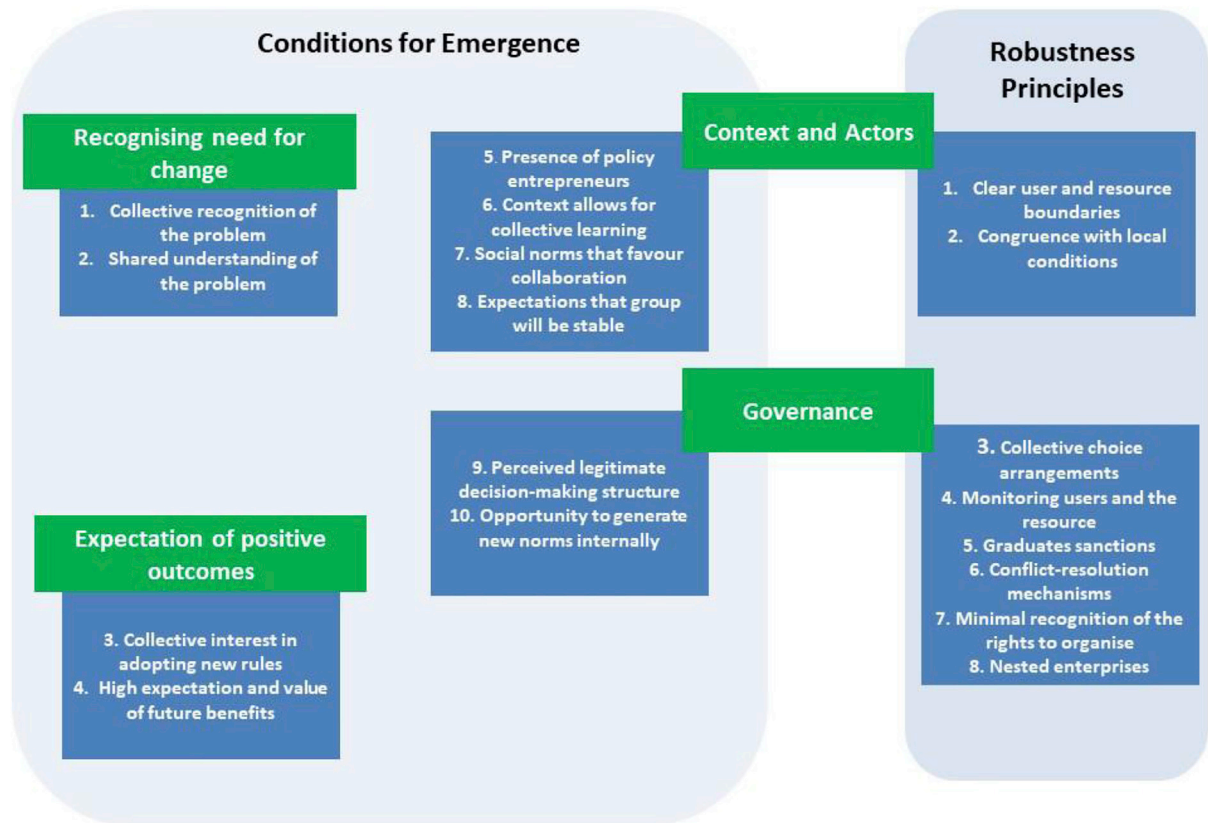 Conditions for Emergence
Recognising need for
change
1. Collective recognition of
the problem
2. Shared understanding of
the problem
Expectation of positive
outcomes
3. Collective interest in
adopting new rules
4. High expectation and value
of future benefits
Context and Actors
5. Presence of policy
entrepreneurs
6. Context allows for
collective learning
7. Social norms that favour
collaboration
8. Expectations that group
will be stable
Governance
9. Perceived legitimate
decision-making structure
10. Opportunity to generate
new norms internally
Robustness
Principles
1. Clear user and resource
boundaries
2. Congruence with local
conditions
3. Collective choice
arrangements
4. Monitoring users and the
resource
5. Graduates sanctions
6. Conflict-resolution
mechanisms
7. Minimal recognition of the
rights to organise
8. Nested enterprises